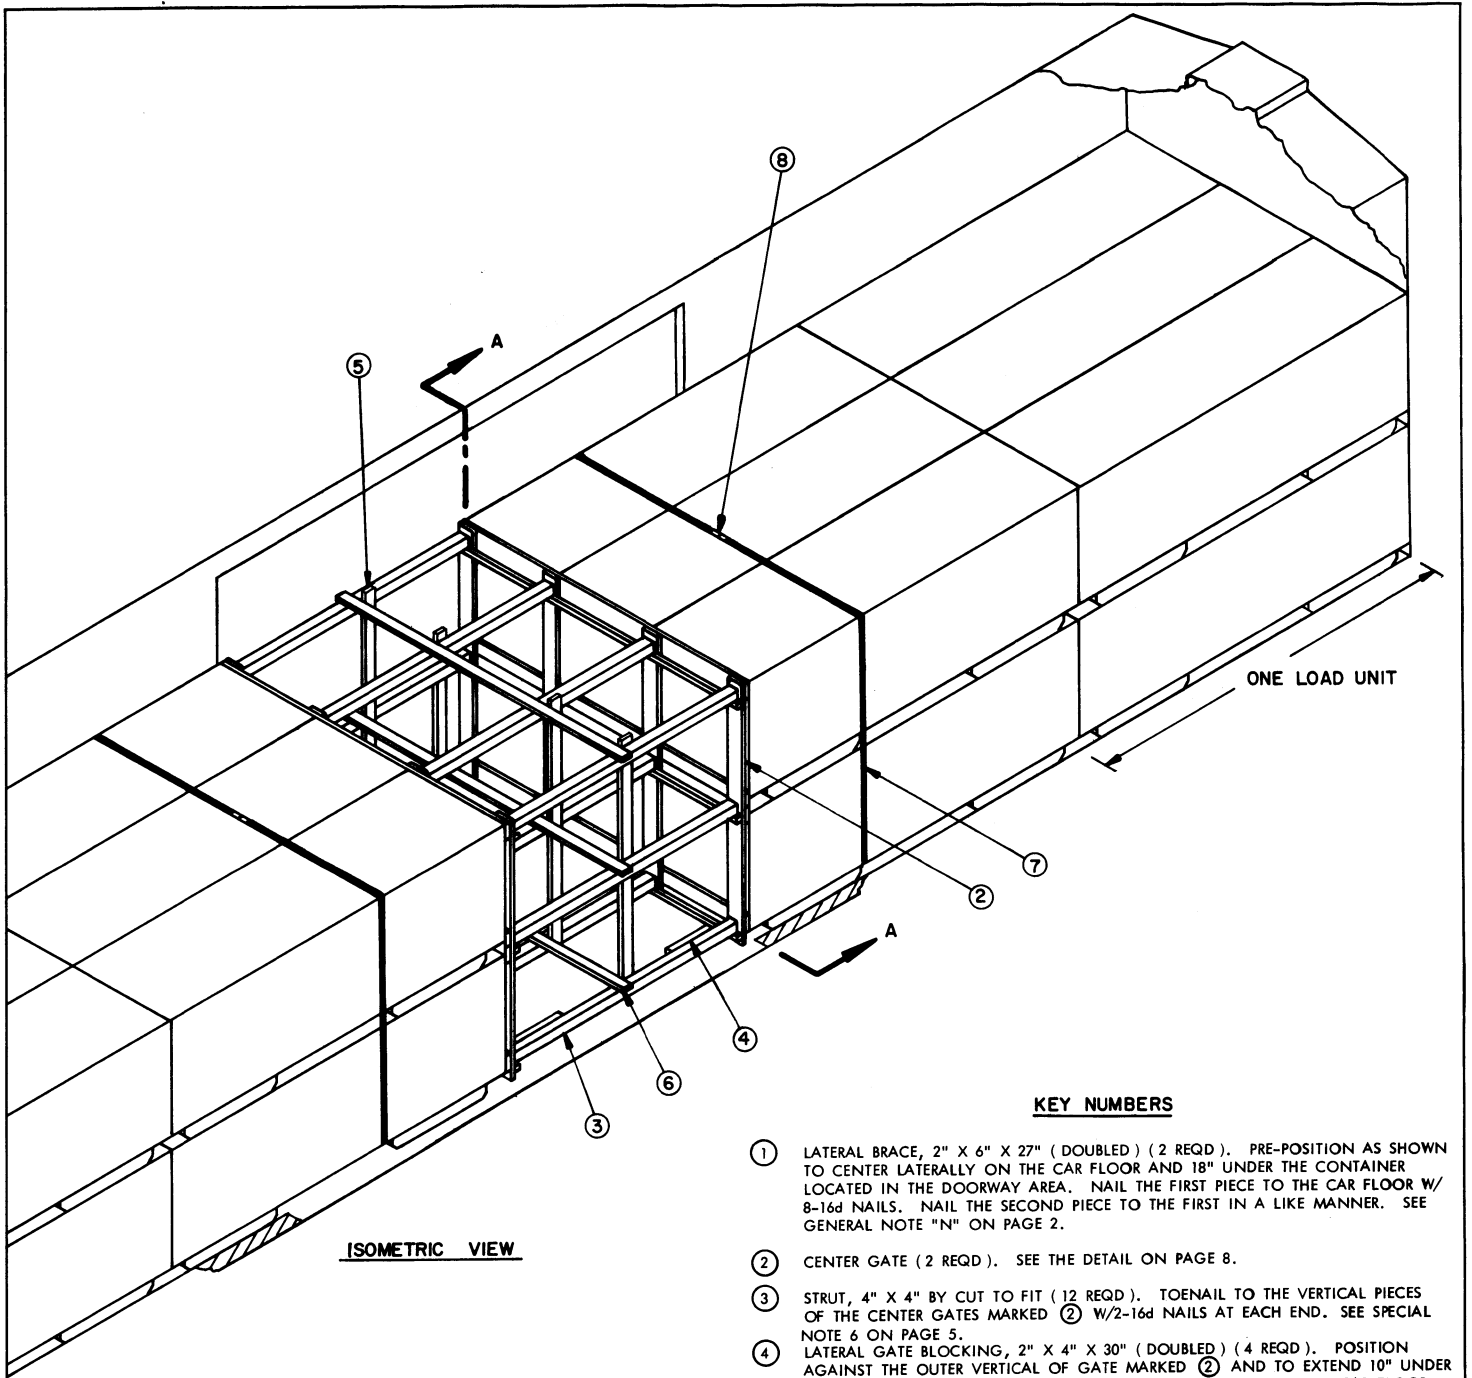 8
A
5
ONE LOAD UNIT
7
2
A
4
6
3
ISOMETRIC VIEW
KEY NUMBERS
1 LATERAL BRACE, 2" X 6" X 27" ( DOUBLED ) ( 2 REQD ). PRE-POSITION AS SHOWN
TO CENTER LATERALLY ON THE CAR FLOOR AND 18" UNDER THE CONTAINER
LOCATED IN THE DOORWAY AREA. NAIL THE FIRST PIECE TO THE CAR FLOOR W/
8-16d NAILS. NAIL THE SECOND PIECE TO THE FIRST IN A LIKE MANNER. SEE
GENERAL NOTE "N" ON PAGE 2.
2 CENTER GATE ( 2 REQD ). SEE THE DETAIL ON PAGE 8.
3 STRUT, 4" X 4" BY CUT TO FIT ( 12 REQD ). TOENAIL TO THE VERTICAL PIECES
OF THE CENTER GATES MARKED 2 W/2-16d NAILS AT EACH END. SEE SPECIAL
NOTE 6 ON PAGE 5.
4 LATERAL GATE BLOCKING, 2" X 4" X 30" ( DOUBLED ) ( 4 REQD ). POSITION
AGAINST THE OUTER VERTICAL OF GATE MARKED 2 AND TO EXTEND 10" UNDER